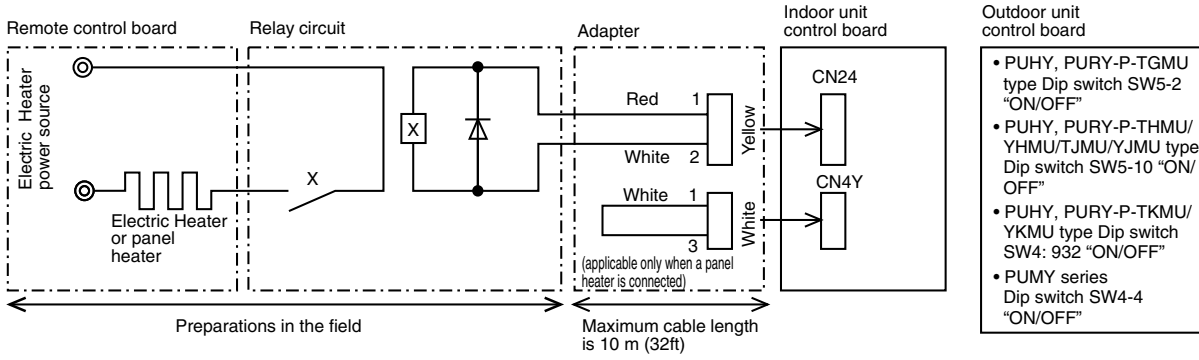 Remote control board
Relay circuit
Adapter
Indoor unit
control board
Outdoor unit
control board
Electric Heater
power source
Electric Heater
or panel
heater
X
X
Red
1
White
2
Yellow
White
1
3
White
(applicable only when a panel
heater is connected)
CN24
CN4Y
• PUHY, PURY-P-TGMU
type Dip switch SW5-2
“ON/OFF”
• PUHY, PURY-P-THMU/
YHMU/TJMU/YJMU type
Dip switch SW5-10 “ON/
OFF”
• PUHY, PURY-P-TKMU/
YKMU type Dip switch
SW4: 932 “ON/OFF”
• PUMY series
Dip switch SW4-4
“ON/OFF”
Preparations in the field
Maximum cable length
is 10 m (32ft)